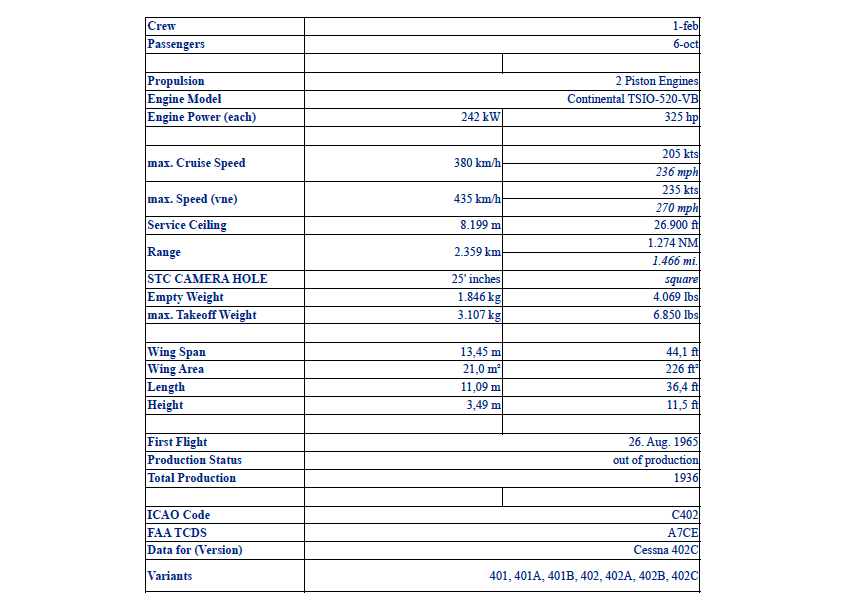 Crew 1-feb
Passengers 6-oct
Propulsion 2 Piston Engines
Engine Model Continental TSIO-520-VB
Engine Power (each) 242 kW 325 hp
max. Cruise Speed 380 km/h 205 kts
236 mph
max. Speed (vne) 435 km/h 235 kts
270 mph
Service Ceiling 8.199 m 26.900 ft
Range 2.359 km 1.274 NM
1.466 mi.
STC CAMERA HOLE 25' inches square
Empty Weight 1.846 kg 4.069 lbs
max. Takeoff Weight 3.107 kg 6.850 lbs
Wing Span 13,45 m 44,1 ft
Wing Area 21,0 m² 226 ft²
Length 11,09 m 36,4 ft
Height 3,49 m 11,5 ft
First Flight 26. Aug. 1965
Production Status out of production
Total Production 1936
ICAO Code C402
FAA TCDS A7CE
Data for (Version) Cessna 402C
Variants 401, 401A, 401B, 402, 402A, 402B, 402C